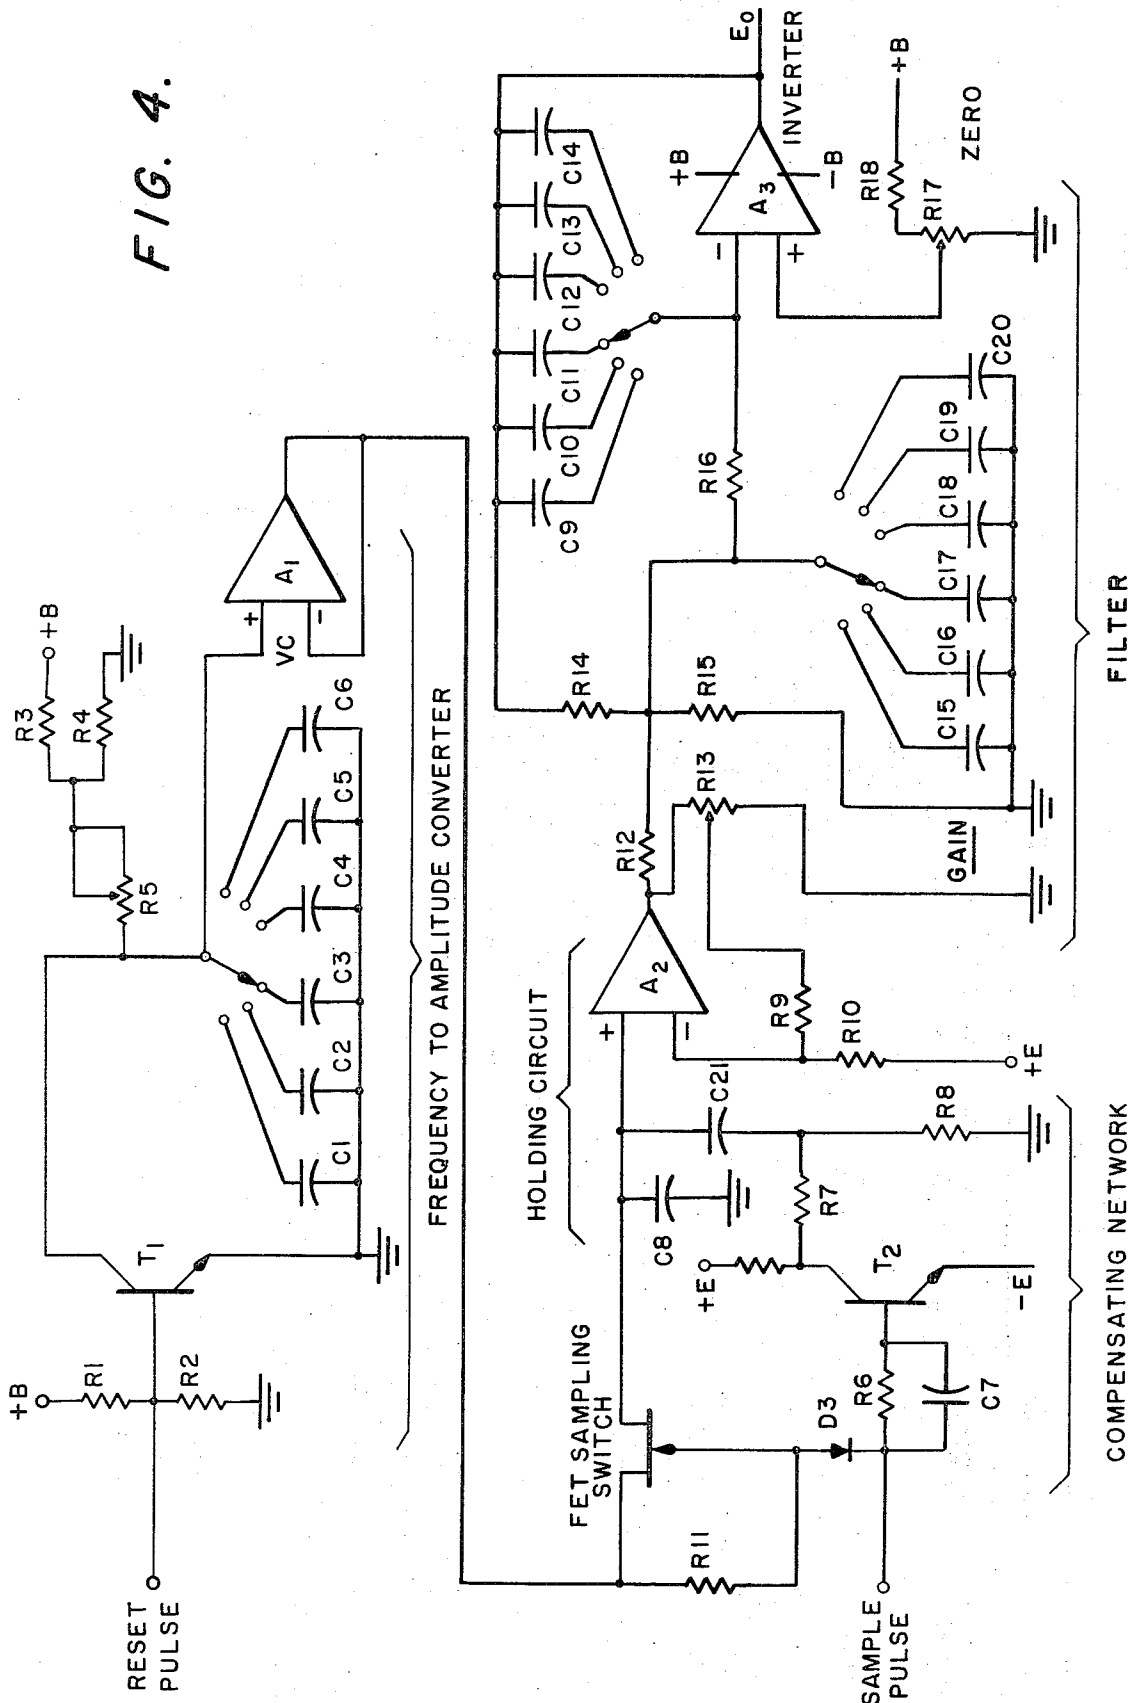 FIG. 4.
RESET
PULSE
+B
R1
R2
T1
R3
+B
R4
R5
C1
C2
C3
C4
C5
C6
+
VC
-
A1
FREQUENCY TO AMPLITUDE CONVERTER
C9
C10
C11
C12
C13
C14
E0
+B
-
A3
+
-B
INVERTER
R18
+B
R17
ZERO
R16
R14
R15
C15
C16
C17
C18
C19
C20
FILTER
R12
R13
GAIN
HOLDING CIRCUIT
+
A2
-
R9
R10
+E
C21
C8
R7
R8
+E
T2
-E
FET SAMPLING
SWITCH
R11
D3
R6
C7
SAMPLE
PULSE
COMPENSATING NETWORK